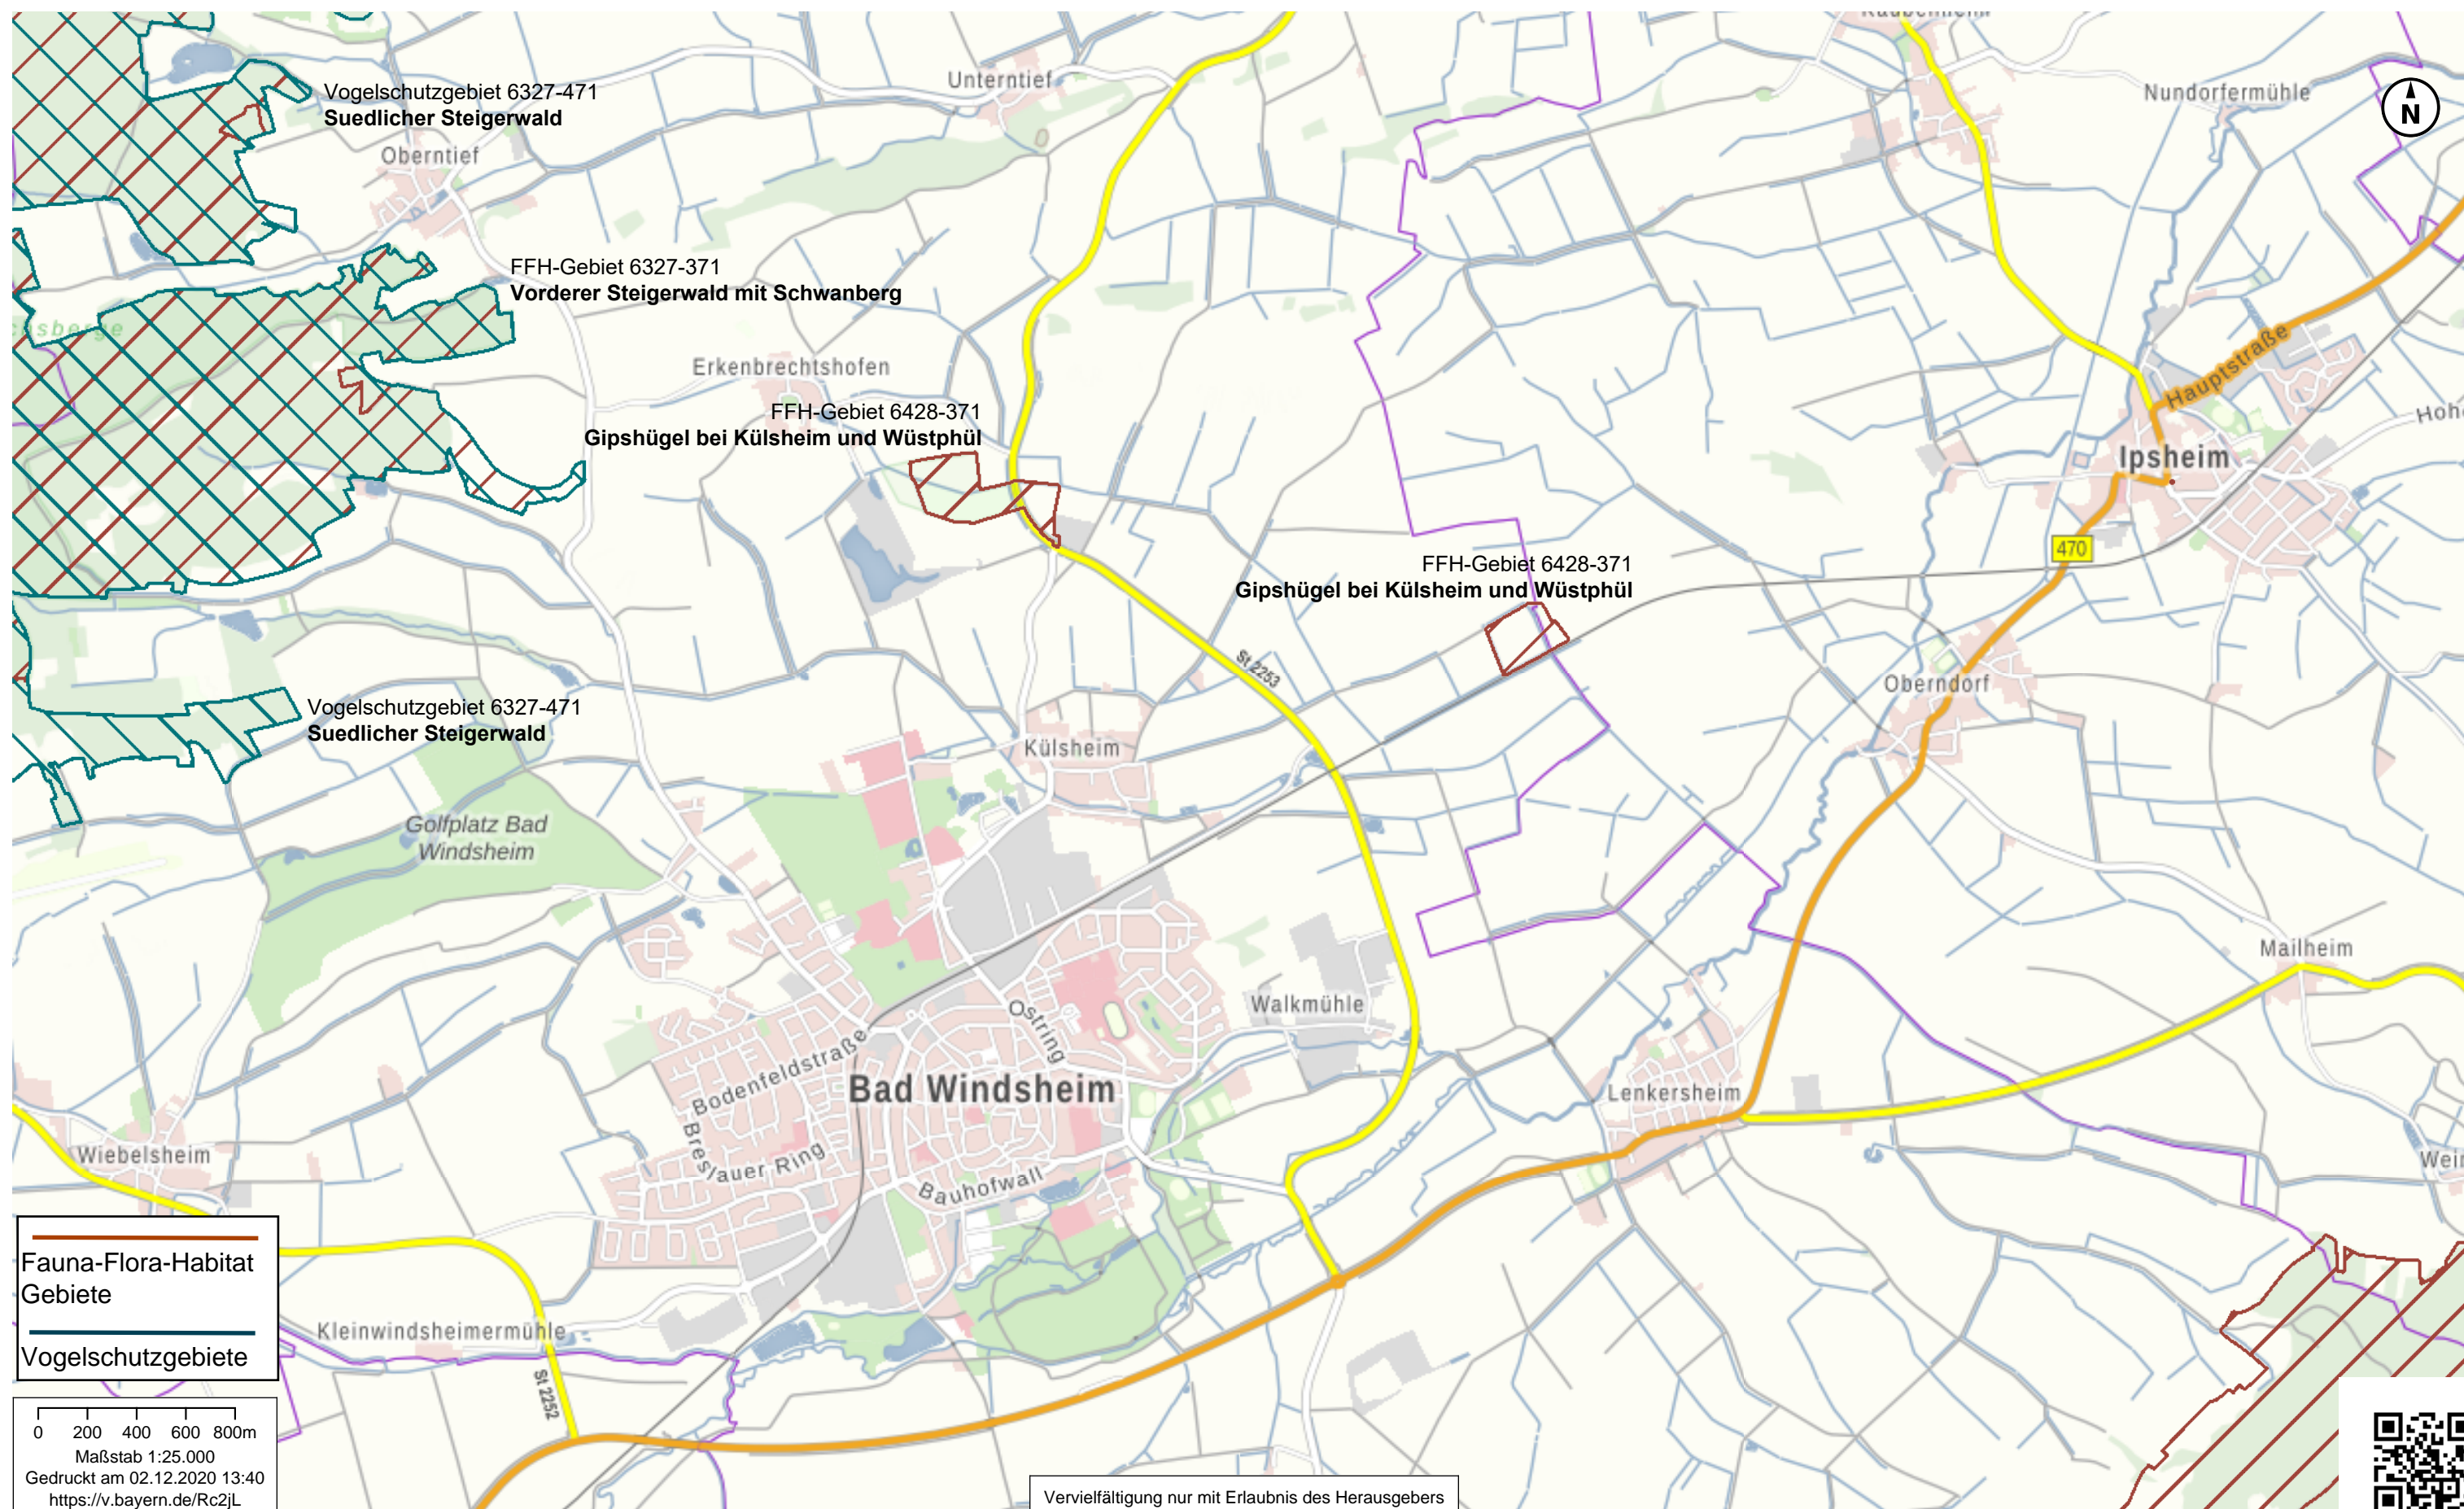 Unterntief
Nundorfermühle
N
Vogelschutzgebiet 6327-471
Suedlicher Steigerwald
Oberntief
FFH-Gebiet 6327-371
Vorderer Steigerwald mit Schwanberg
Erkenbrechtshofen
FFH-Gebiet 6428-371
Gipshügel bei Külsheim und Wüstphül
Hauptstraße
Ipsheim
470
FFH-Gebiet 6428-371
Gipshügel bei Külsheim und Wüstphül
St 2253
Oberndorf
Vogelschutzgebiet 6327-471
Suedlicher Steigerwald
Külsheim
Golfplatz Bad
Windsheim
Mailheim
Walkmühle
Ostring
Bodenfeldstraße
Bad Windsheim
Lenkersheim
Breslauer Ring
Bauhofwall
Wiebelsheim
Kleinwindsheimermühle
St 2252
Fauna-Flora-Habitat
Gebiete
Vogelschutzgebiete
0 200 400 600 800m
Maßstab 1:25.000
Gedruckt am 02.12.2020 13:40
https://v.bayern.de/Rc2jL
Vervielfältigung nur mit Erlaubnis des Herausgebers